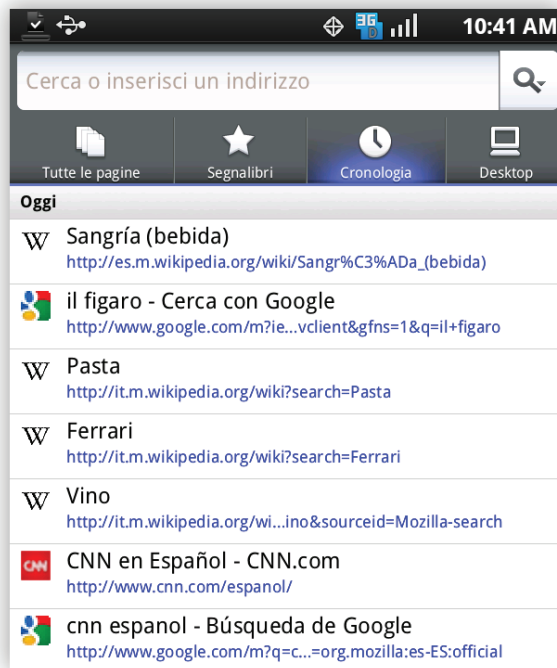 3G
10:41 AM
Cerca o inserisci un indirizzo
Tutte le pagine
Segnalibri
Cronologia
Desktop
Oggi
W Sangría (bebida)
http://es.m.wikipedia.org/wiki/Sangr%C3%ADa_(bebida)
il figaro - Cerca con Google
http://www.google.com/m?ie...vclient&gfns=1&q=il+figaro
W Pasta
http://it.m.wikipedia.org/wiki?search=Pasta
W Ferrari
http://it.m.wikipedia.org/wiki?search=Ferrari
W Vino
http://it.m.wikipedia.org/wi...ino&sourceid=Mozilla-search
CNN CNN en Español - CNN.com
http://www.cnn.com/espanol/
cnn espanol - Búsqueda de Google
http://www.google.com/m?q=c...=org.mozilla:es-ES:official